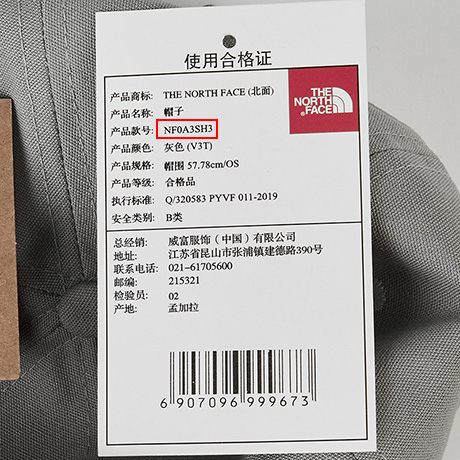 使用合格证
产品商标: THE NORTH FACE (北面)
产品名称: 帽子
产品款号: NF0A3SH3
产品颜色: 灰色 (V3T)
产品规格: 帽围 57.78cm/OS
产品等级: 合格品
执行标准: Q/320583 PYVF 011-2019
安全类别: B类
THE
NORTH
FACE
总经销: 威富服饰（中国）有限公司
地址: 江苏省昆山市张浦镇建德路390号
联系电话: 021-61705600
邮编: 215321
检验员: 02
产地: 孟加拉
6 907096 999673